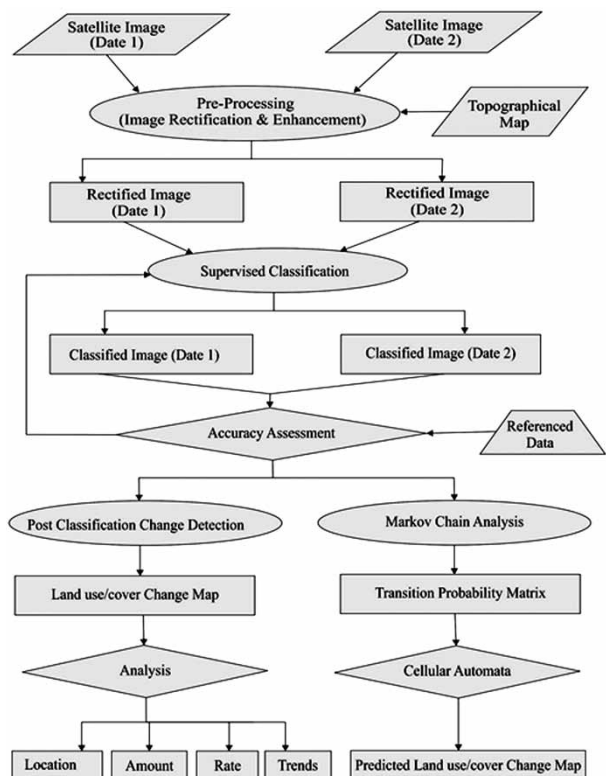 Satellite Image
(Date 1)
Satellite Image
(Date 2)
Pre-Processing
(Image Rectification & Enhancement)
Topographical
Map
Rectified Image
(Date 1)
Rectified Image
(Date 2)
Supervised Classification
Classified Image (Date 1)
Classified Image (Date 2)
Accuracy Assessment
Referenced
Data
Post Classification Change Detection
Markov Chain Analysis
Land use/cover Change Map
Transition Probability Matrix
Analysis
Cellular Automata
Location
Amount
Rate
Trends
Predicted Land use/cover Change Map